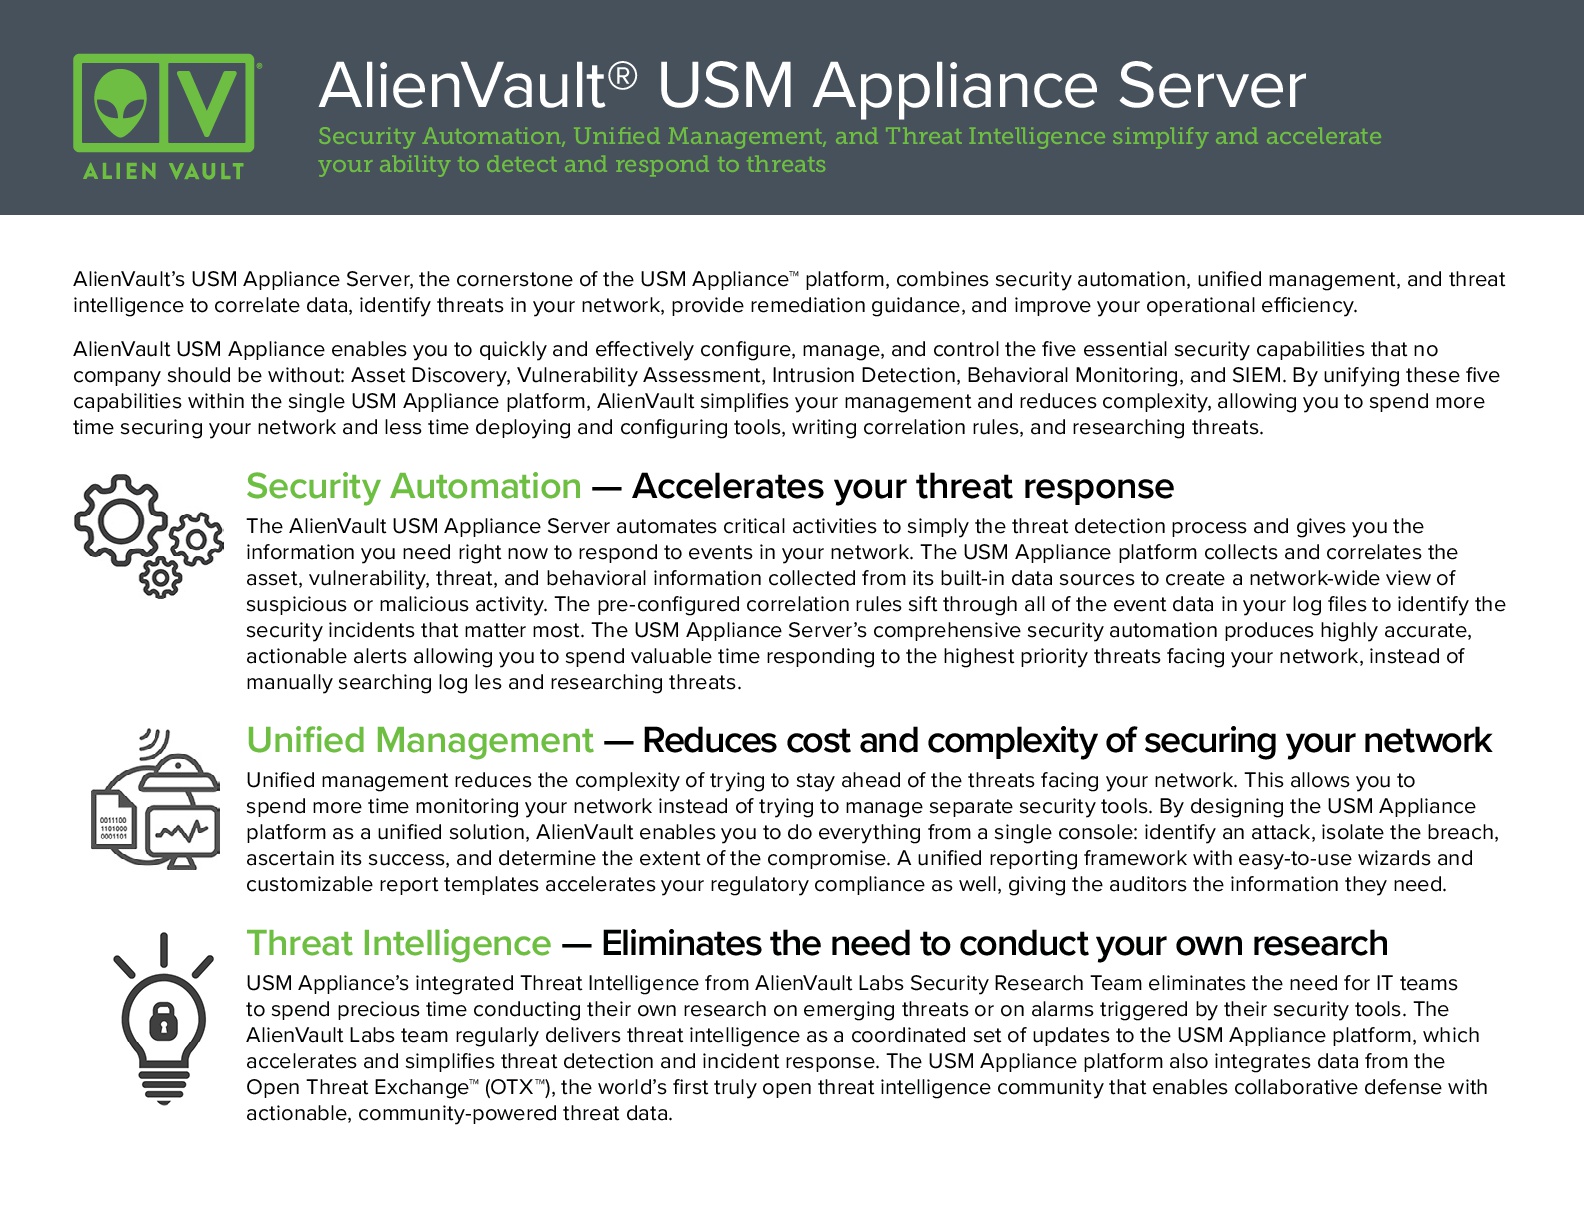 AlienVault® USM Appliance Server
Security Automation, Unified Management, and Threat Intelligence simplify and accelerate
your ability to detect and respond to threats
V®
ALIEN VAULT
AlienVault's USM Appliance Server, the cornerstone of the USM Appliance™ platform, combines security automation, unified management, and threat
intelligence to correlate data, identify threats in your network, provide remediation guidance, and improve your operational efficiency.
AlienVault USM Appliance enables you to quickly and effectively configure, manage, and control the five essential security capabilities that no
company should be without: Asset Discovery, Vulnerability Assessment, Intrusion Detection, Behavioral Monitoring, and SIEM. By unifying these five
capabilities within the single USM Appliance platform, AlienVault simplifies your management and reduces complexity, allowing you to spend more
time securing your network and less time deploying and configuring tools, writing correlation rules, and researching threats.
Security Automation — Accelerates your threat response
The AlienVault USM Appliance Server automates critical activities to simply the threat detection process and gives you the
information you need right now to respond to events in your network. The USM Appliance platform collects and correlates the
asset, vulnerability, threat, and behavioral information collected from its built-in data sources to create a network-wide view of
suspicious or malicious activity. The pre-configured correlation rules sift through all of the event data in your log files to identify the
security incidents that matter most. The USM Appliance Server's comprehensive security automation produces highly accurate,
actionable alerts allowing you to spend valuable time responding to the highest priority threats facing your network, instead of
manually searching log les and researching threats.
Unified Management — Reduces cost and complexity of securing your network
Unified management reduces the complexity of trying to stay ahead of the threats facing your network. This allows you to
spend more time monitoring your network instead of trying to manage separate security tools. By designing the USM Appliance
platform as a unified solution, AlienVault enables you to do everything from a single console: identify an attack, isolate the breach,
ascertain its success, and determine the extent of the compromise. A unified reporting framework with easy-to-use wizards and
customizable report templates accelerates your regulatory compliance as well, giving the auditors the information they need.
0011100
1101000
0001101
Threat Intelligence — Eliminates the need to conduct your own research
USM Appliance's integrated Threat Intelligence from AlienVault Labs Security Research Team eliminates the need for IT teams
to spend precious time conducting their own research on emerging threats or on alarms triggered by their security tools. The
AlienVault Labs team regularly delivers threat intelligence as a coordinated set of updates to the USM Appliance platform, which
accelerates and simplifies threat detection and incident response. The USM Appliance platform also integrates data from the
Open Threat Exchange™ (OTX™), the world's first truly open threat intelligence community that enables collaborative defense with
actionable, community-powered threat data.